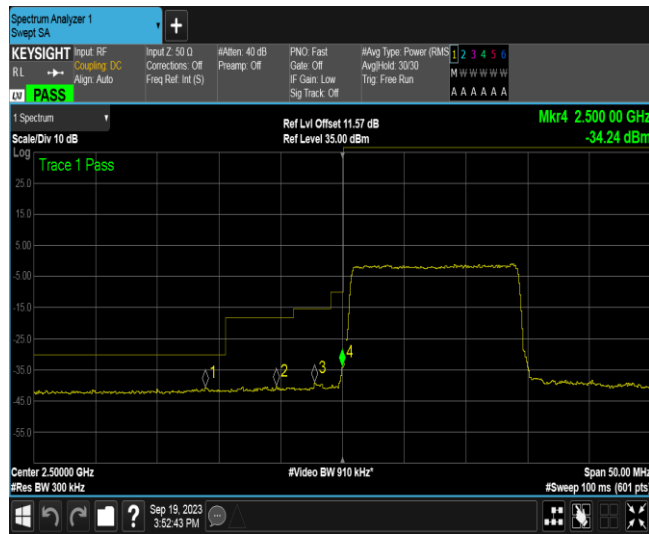 Spectrum Analyzer 1
Swept SA
+
KEYSIGHT
RL
LXI PASS
Input: RF
Coupling: DC
Align: Auto
Input Z: 50 Ω
Corrections: Off
Freq Ref: Int (S)
#Atten: 40 dB
Preamp: Off
PNO: Fast
Gate: Off
IF Gain: Low
Sig Track: Off
#Avg Type: Power (RMS
Avg|Hold: 30/30
Trig: Free Run
1 2 3 4 5 6
M W W W W W
A A A A A A
1 Spectrum
Scale/Div 10 dB
Ref Lvl Offset 11.57 dB
Ref Level 35.00 dBm
Mkr4 2.500 00 GHz
-34.24 dBm
Log
Trace 1 Pass
25.0
15.0
5.00
-5.00
-15.0
-25.0
-35.0
-45.0
-55.0
1
2
3
4
Center 2.50000 GHz
#Res BW 300 kHz
#Video BW 910 kHz*
Span 50.00 MHz
#Sweep 100 ms (601 pts
?
Sep 19, 2023
3:52:43 PM